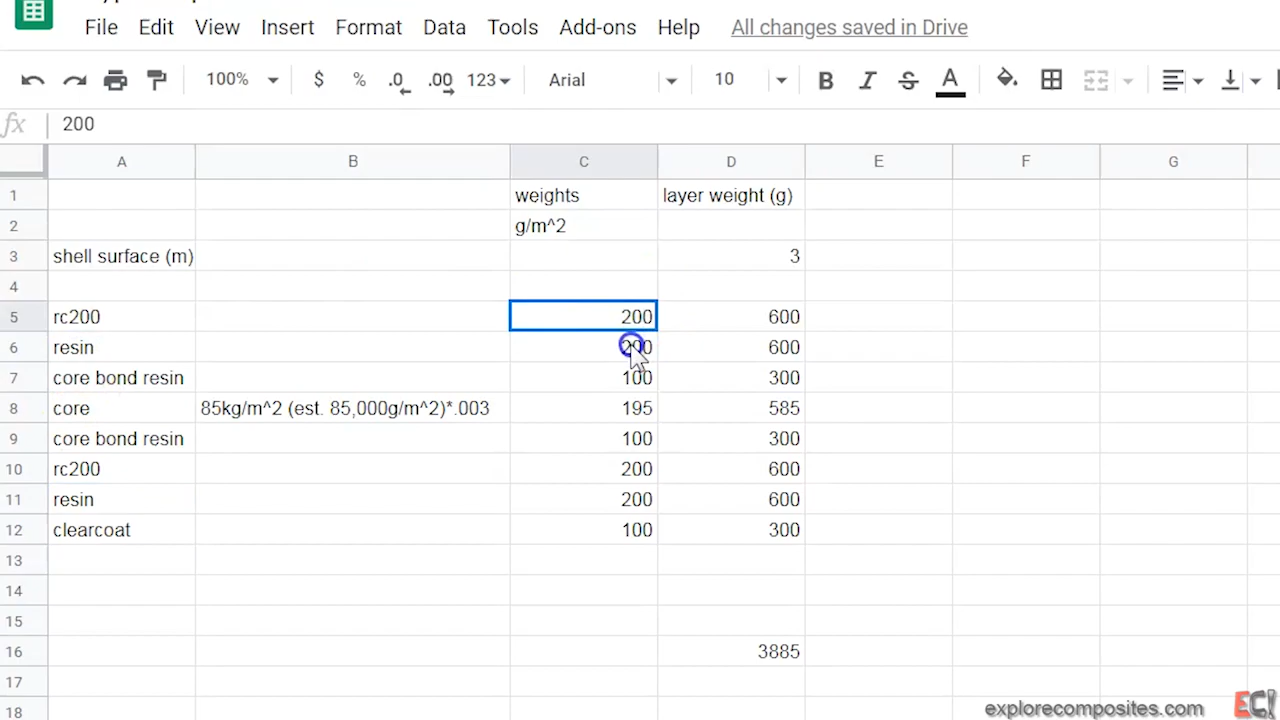 File Edit View Insert Format Data Tools Add-ons Help All changes saved in Drive
100% $ % .0 .00 123 Arial 10 B I S A
fx 200
A B C D E F G
1 weights layer weight (g)
2 g/m^2
3 shell surface (m) 3
4
5 rc200 200 600
6 resin 200 600
7 core bond resin 100 300
8 core 85kg/m^2 (est. 85,000g/m^2)*.003 195 585
9 core bond resin 100 300
10 rc200 200 600
11 resin 200 600
12 clearcoat 100 300
13
14
15
16 3885
17
18
explorecomposites.com EC!